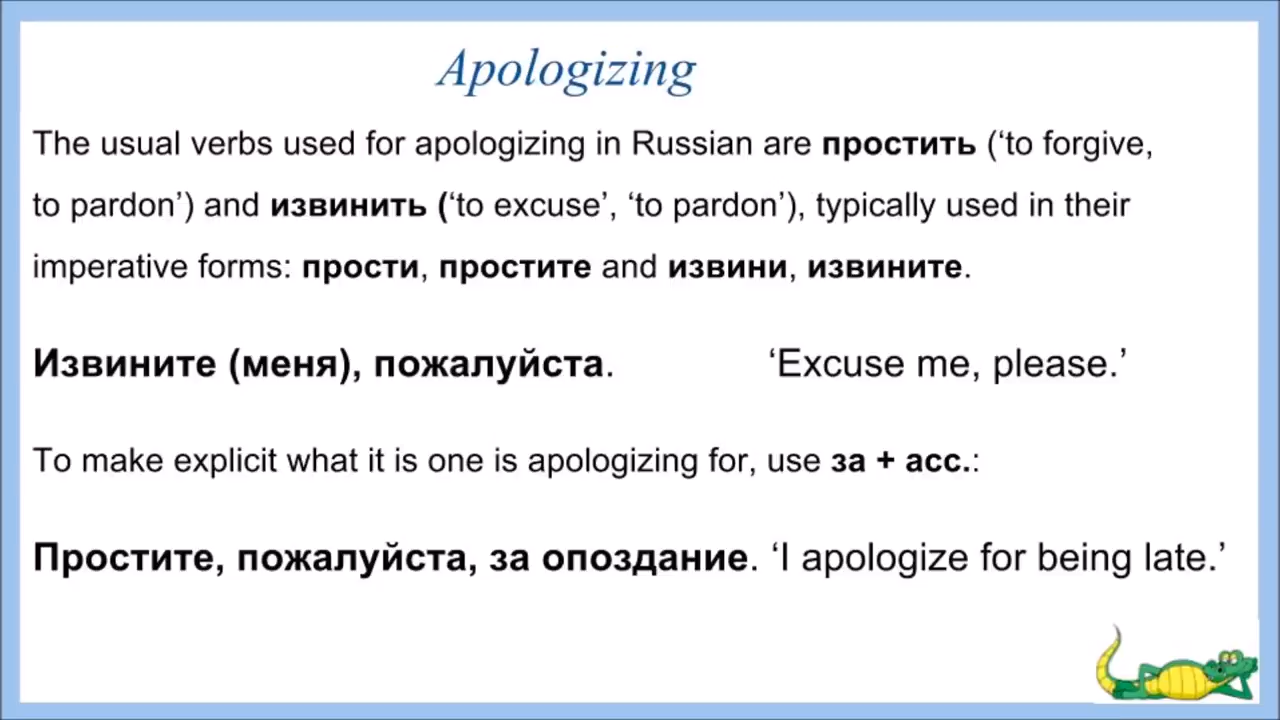 Apologizing
The usual verbs used for apologizing in Russian are простить (‘to forgive,
to pardon’) and извинить (‘to excuse’, ‘to pardon’), typically used in their
imperative forms: прости, простите and извини, извините.
Извините (меня), пожалуйста. ‘Excuse me, please.’
To make explicit what it is one is apologizing for, use за + acc.:
Простите, пожалуйста, за опоздание. ‘I apologize for being late.’